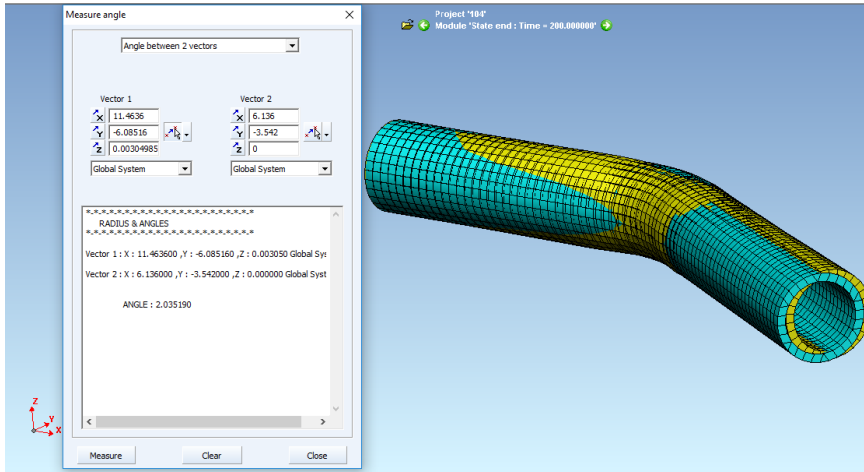 Measure angle
Project '104'
Module 'State end : Time = 200.000000'
Angle between 2 vectors
Vector 1
Vector 2
X 11.4636
X 6.136
Y -6.08516
Y -3.542
Z 0.00304985
Z 0
Global System
Global System
*-*-*-*-*-*-*-*-*-*-*-*-*-*-*-*-*-*-*-*-*-*
RADIUS & ANGLES
*-*-*-*-*-*-*-*-*-*-*-*-*-*-*-*-*-*-*-*-*-*
Vector 1 : X : 11.463600 ,Y : -6.085160 ,Z : 0.003050 Global Sy
Vector 2 : X : 6.136000 ,Y : -3.542000 ,Z : 0.000000 Global Syst
ANGLE : 2.035190
Z
Y
X
Measure
Clear
Close